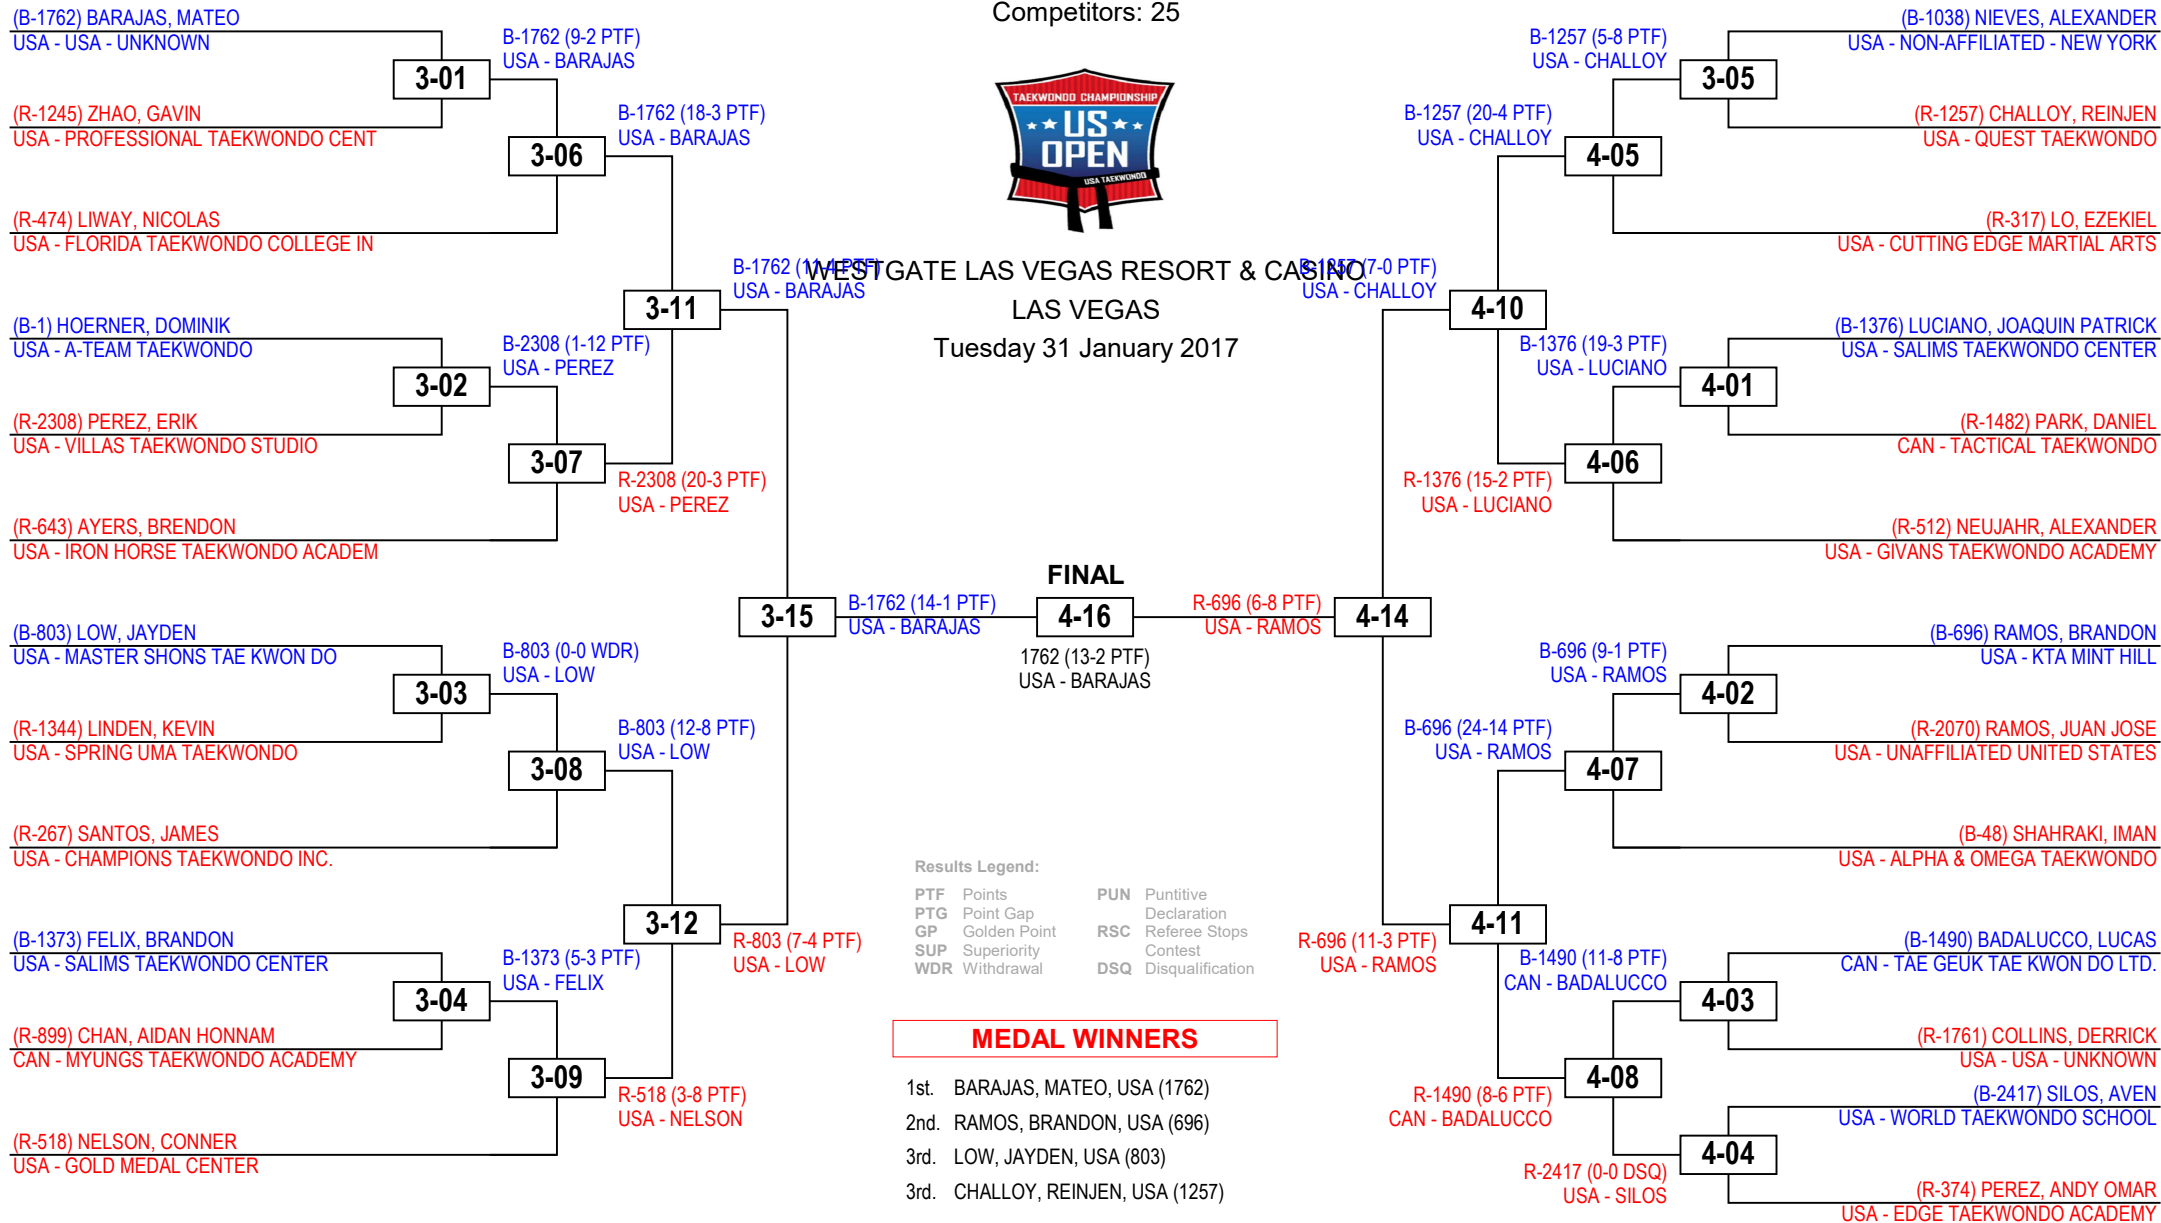 Competitors: 25
TAEKWONDO CHAMPIONSHIP
US
OPEN
USA TAEKWONDO
WESTGATE LAS VEGAS RESORT & CASINO
LAS VEGAS
Tuesday 31 January 2017
(B-1762) BARAJAS, MATEO
USA - USA - UNKNOWN
3-01
(R-1245) ZHAO, GAVIN
USA - PROFESSIONAL TAEKWONDO CENT
B-1762 (9-2 PTF)
USA - BARAJAS
3-06
(R-474) LIWAY, NICOLAS
USA - FLORIDA TAEKWONDO COLLEGE IN
B-1762 (18-3 PTF)
USA - BARAJAS
3-11
B-1762 (11-4 PTF)
USA - BARAJAS
(B-1) HOERNER, DOMINIK
USA - A-TEAM TAEKWONDO
3-02
(R-2308) PEREZ, ERIK
USA - VILLAS TAEKWONDO STUDIO
B-2308 (1-12 PTF)
USA - PEREZ
3-07
R-2308 (20-3 PTF)
USA - PEREZ
(R-643) AYERS, BRENDON
USA - IRON HORSE TAEKWONDO ACADEM
3-15
B-1762 (14-1 PTF)
USA - BARAJAS
(B-803) LOW, JAYDEN
USA - MASTER SHONS TAE KWON DO
3-03
(R-1344) LINDEN, KEVIN
USA - SPRING UMA TAEKWONDO
B-803 (0-0 WDR)
USA - LOW
3-08
B-803 (12-8 PTF)
USA - LOW
(R-267) SANTOS, JAMES
USA - CHAMPIONS TAEKWONDO INC.
3-12
R-803 (7-4 PTF)
USA - LOW
(B-1373) FELIX, BRANDON
USA - SALIMS TAEKWONDO CENTER
3-04
(R-899) CHAN, AIDAN HONNAM
CAN - MYUNGS TAEKWONDO ACADEMY
B-1373 (5-3 PTF)
USA - FELIX
3-09
R-518 (3-8 PTF)
USA - NELSON
(R-518) NELSON, CONNER
USA - GOLD MEDAL CENTER
FINAL
4-16
1762 (13-2 PTF)
USA - BARAJAS
R-696 (6-8 PTF)
USA - RAMOS
4-14
(B-1038) NIEVES, ALEXANDER
USA - NON-AFFILIATED - NEW YORK
3-05
(R-1257) CHALLOY, REINJEN
USA - QUEST TAEKWONDO
B-1257 (5-8 PTF)
USA - CHALLOY
4-05
(R-317) LO, EZEKIEL
USA - CUTTING EDGE MARTIAL ARTS
B-1257 (20-4 PTF)
USA - CHALLOY
4-10
B-1257 (7-0 PTF)
USA - CHALLOY
(B-1376) LUCIANO, JOAQUIN PATRICK
USA - SALIMS TAEKWONDO CENTER
4-01
(R-1482) PARK, DANIEL
CAN - TACTICAL TAEKWONDO
B-1376 (19-3 PTF)
USA - LUCIANO
4-06
R-1376 (15-2 PTF)
USA - LUCIANO
(R-512) NEUJAHR, ALEXANDER
USA - GIVANS TAEKWONDO ACADEMY
(B-696) RAMOS, BRANDON
USA - KTA MINT HILL
4-02
(R-2070) RAMOS, JUAN JOSE
USA - UNAFFILIATED UNITED STATES
B-696 (9-1 PTF)
USA - RAMOS
4-07
B-696 (24-14 PTF)
USA - RAMOS
(B-48) SHAHRAKI, IMAN
USA - ALPHA & OMEGA TAEKWONDO
4-11
R-696 (11-3 PTF)
USA - RAMOS
(B-1490) BADALUCCO, LUCAS
CAN - TAE GEUK TAE KWON DO LTD.
4-03
(R-1761) COLLINS, DERRICK
USA - USA - UNKNOWN
B-1490 (11-8 PTF)
CAN - BADALUCCO
4-08
R-1490 (8-6 PTF)
CAN - BADALUCCO
(B-2417) SILOS, AVEN
USA - WORLD TAEKWONDO SCHOOL
4-04
R-2417 (0-0 DSQ)
USA - SILOS
(R-374) PEREZ, ANDY OMAR
USA - EDGE TAEKWONDO ACADEMY
Results Legend:
PTF Points
PTG Point Gap
GP Golden Point
SUP Superiority
WDR Withdrawal
PUN Puntitive
Declaration
RSC Referee Stops
Contest
DSQ Disqualification
MEDAL WINNERS
1st. BARAJAS, MATEO, USA (1762)
2nd. RAMOS, BRANDON, USA (696)
3rd. LOW, JAYDEN, USA (803)
3rd. CHALLOY, REINJEN, USA (1257)